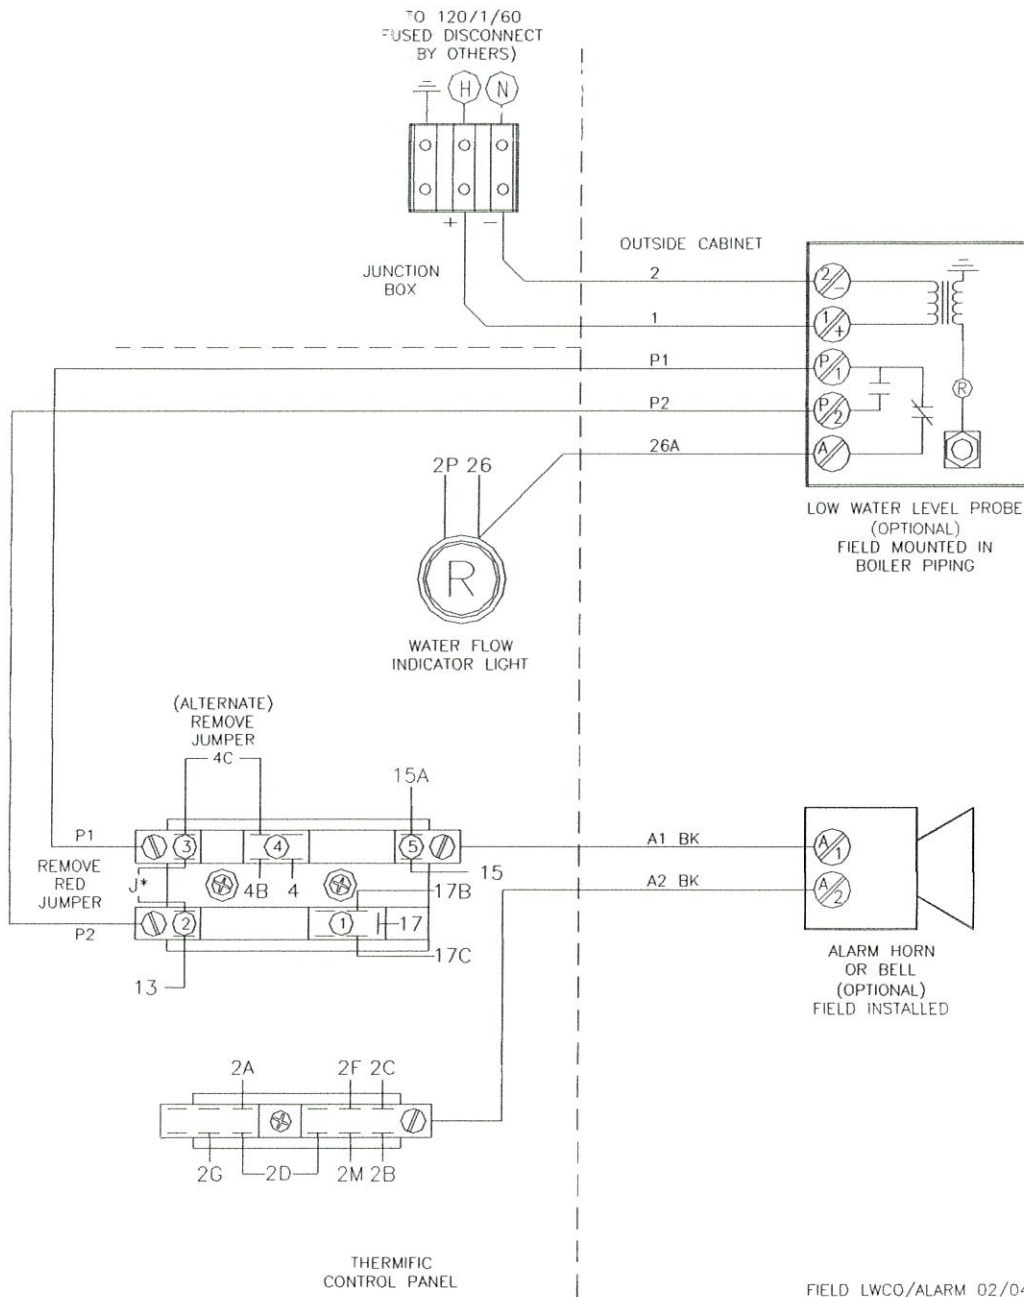 TO 120/1/60
FUSED DISCONNECT
BY OTHERS)
H N
+ -
JUNCTION
BOX
OUTSIDE CABINET
2
1
P1
P2
26A
2 -
1 +
P 1
P 2
A
R
LOW WATER LEVEL PROBE
(OPTIONAL)
FIELD MOUNTED IN
BOILER PIPING
2P 26
R
WATER FLOW
INDICATOR LIGHT
(ALTERNATE)
REMOVE
JUMPER
4C
15A
P1
3 4 5
REMOVE
RED
JUMPER
J*
4B 4
15
17B
P2
2 1
17
17C
13
A1 BK
A2 BK
A 1
A 2
ALARM HORN
OR BELL
(OPTIONAL)
FIELD INSTALLED
2A 2F 2C
2G 2D 2M 2B
THERMIFIC
CONTROL PANEL
FIELD LWCO/ALARM 02/04